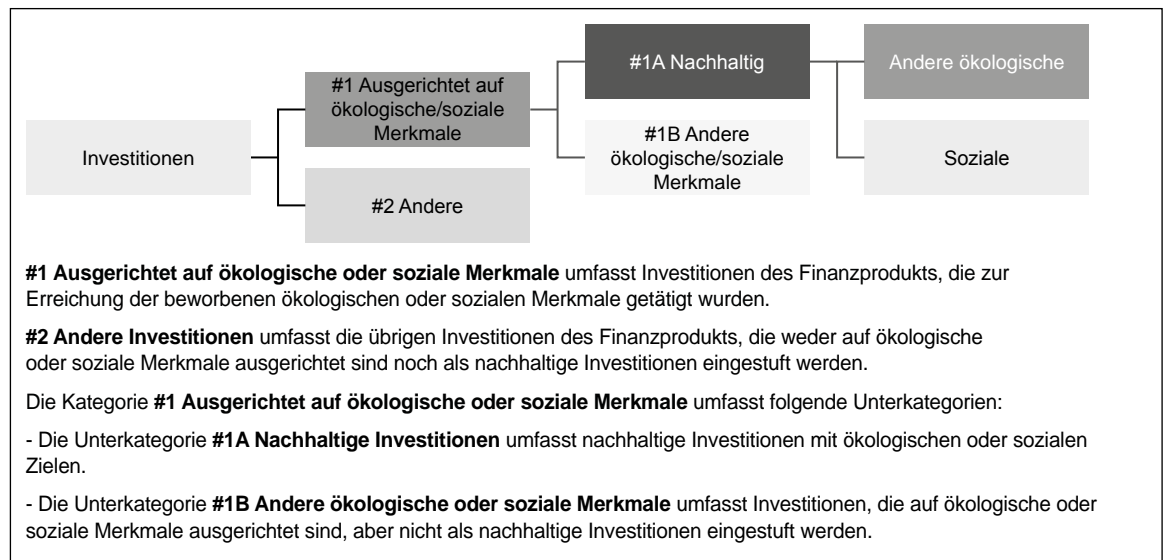 #1A Nachhaltig
Andere ökologische
#1 Ausgerichtet auf
ökologische/soziale
Merkmale
Investitionen
#1B Andere
ökologische/soziale
Merkmale
Soziale
#2 Andere
#1 Ausgerichtet auf ökologische oder soziale Merkmale umfasst Investitionen des Finanzprodukts, die zur
Erreichung der beworbenen ökologischen oder sozialen Merkmale getätigt wurden.
#2 Andere Investitionen umfasst die übrigen Investitionen des Finanzprodukts, die weder auf ökologische
oder soziale Merkmale ausgerichtet sind noch als nachhaltige Investitionen eingestuft werden.
Die Kategorie #1 Ausgerichtet auf ökologische oder soziale Merkmale umfasst folgende Unterkategorien:
- Die Unterkategorie #1A Nachhaltige Investitionen umfasst nachhaltige Investitionen mit ökologischen oder sozialen
Zielen.
- Die Unterkategorie #1B Andere ökologische oder soziale Merkmale umfasst Investitionen, die auf ökologische oder
soziale Merkmale ausgerichtet sind, aber nicht als nachhaltige Investitionen eingestuft werden.